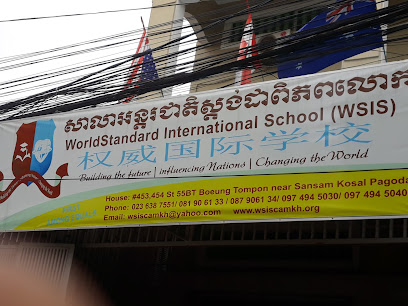 សាលាអន្តរជាតិស្តង់ដាពិភពលោក
WorldStandard International School (WSIS)
权威国际学校
Building the future | influencing Nations | Changing the World
House: #453,454 St 55BT Boeung Tompon near Sansam Kosal Pagoda
Phone: 023 638 7551/ 081 90 61 33 / 087 9061 34/ 097 494 5030/ 097 494 5040
Email: wsiscamkh@yahoo.com www.wsiscamkh.org